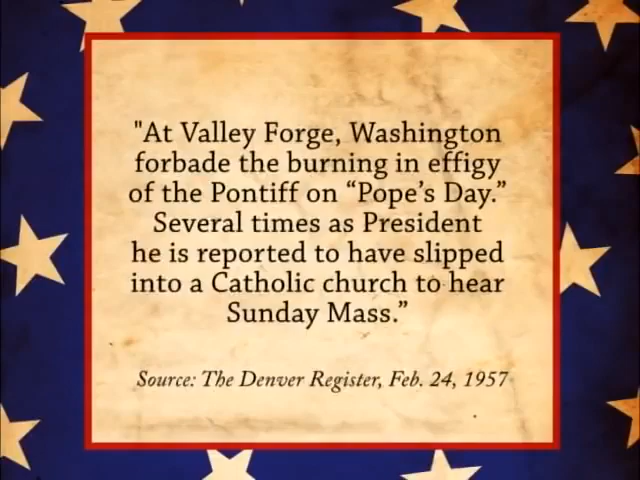 "At Valley Forge, Washington
forbade the burning in effigy
of the Pontiff on “Pope’s Day.”
Several times as President
he is reported to have slipped
into a Catholic church to hear
Sunday Mass.”
Source: The Denver Register, Feb. 24, 1957